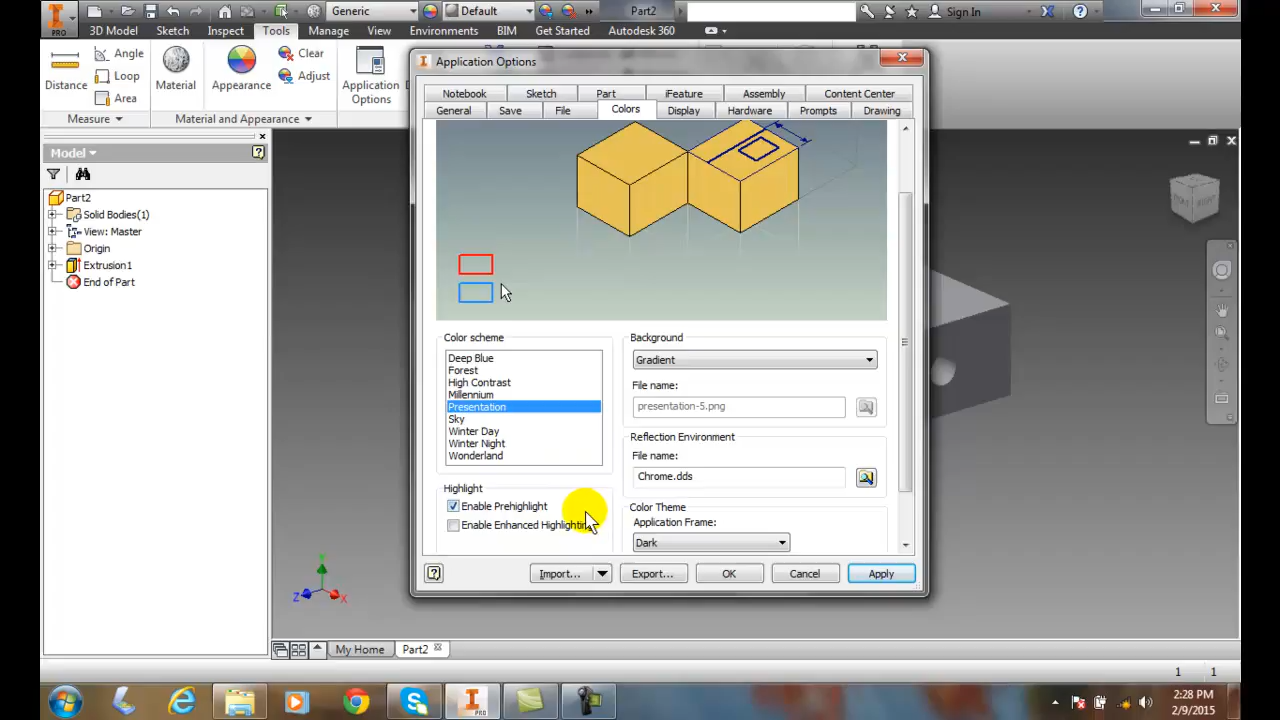 Generic
Default
Part2
Sign In
PRO
3D Model
Sketch
Inspect
Tools
Manage
View
Environments
BIM
Get Started
Autodesk 360
Distance
Angle
Loop
Area
Measure
Material
Appearance
Clear
Adjust
Material and Appearance
Application
Options
Application Options
Notebook
Sketch
Part
iFeature
Assembly
Content Center
General
Save
File
Colors
Display
Hardware
Prompts
Drawing
Model
Part2
Solid Bodies(1)
View: Master
Origin
Extrusion1
End of Part
Color scheme
Deep Blue
Forest
High Contrast
Millennium
Presentation
Sky
Winter Day
Winter Night
Wonderland
Highlight
Enable Prehighlight
Enable Enhanced Highlighting
Background
Gradient
File name:
presentation-5.png
Reflection Environment
File name:
Chrome.dds
Color Theme
Application Frame:
Dark
Import...
Export...
OK
Cancel
Apply
Y
Z
X
My Home
Part2
1 1
PRO
2:28 PM
2/9/2015